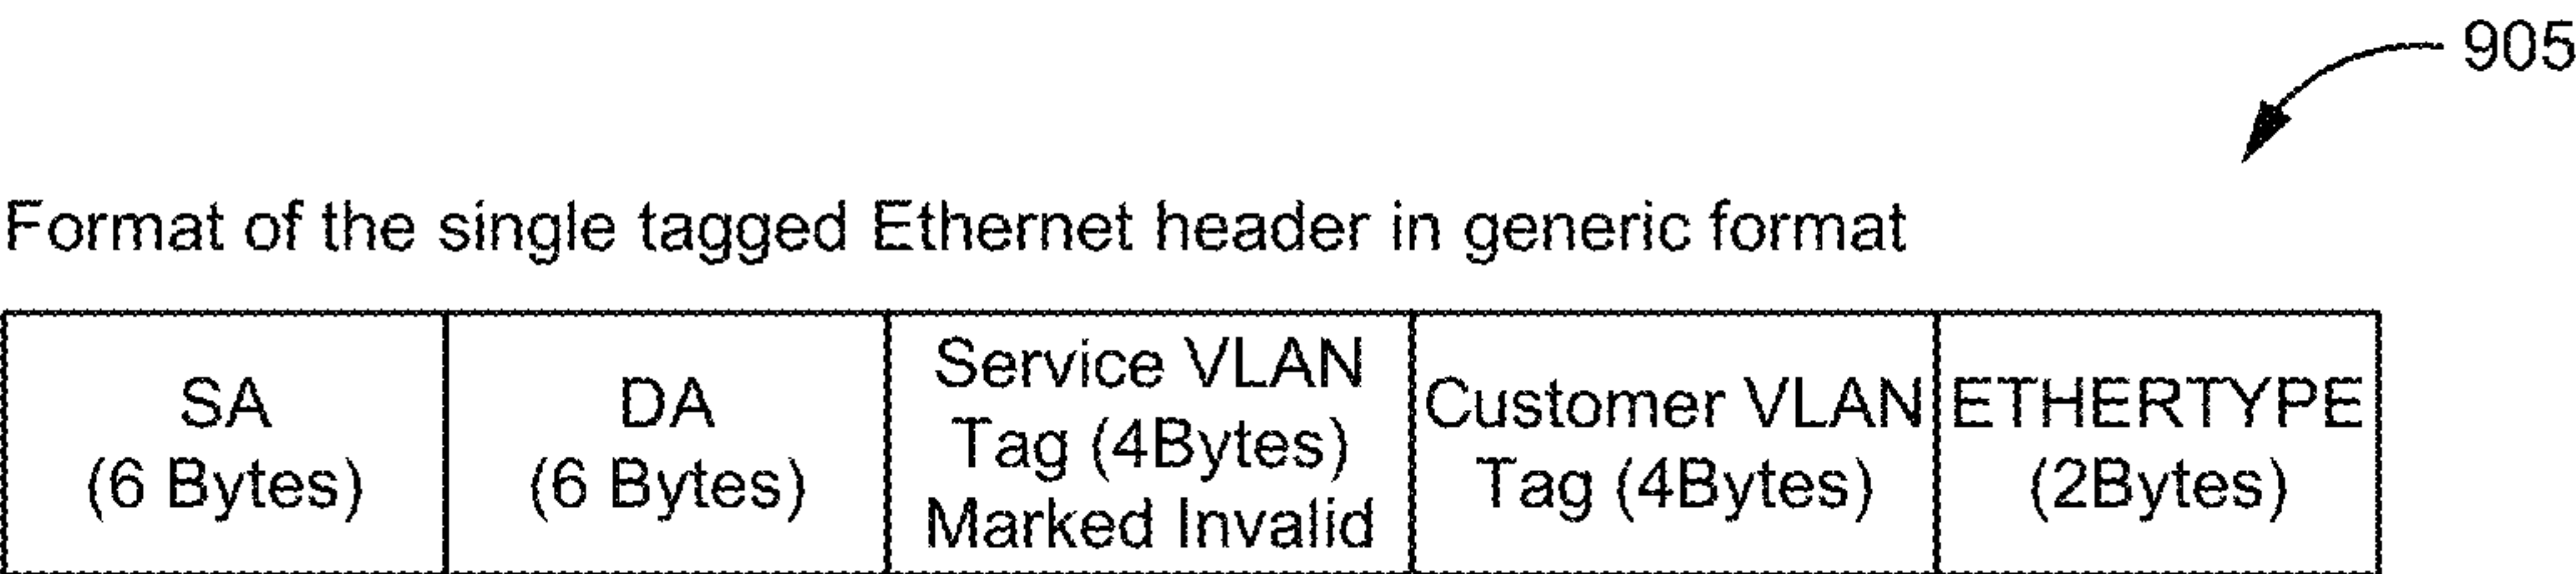 905
Format of the single tagged Ethernet header in generic format
SA
(6 Bytes)
DA
(6 Bytes)
Service VLAN
Tag (4Bytes)
Marked Invalid
Customer VLAN
Tag (4Bytes)
ETHERTYPE
(2Bytes)